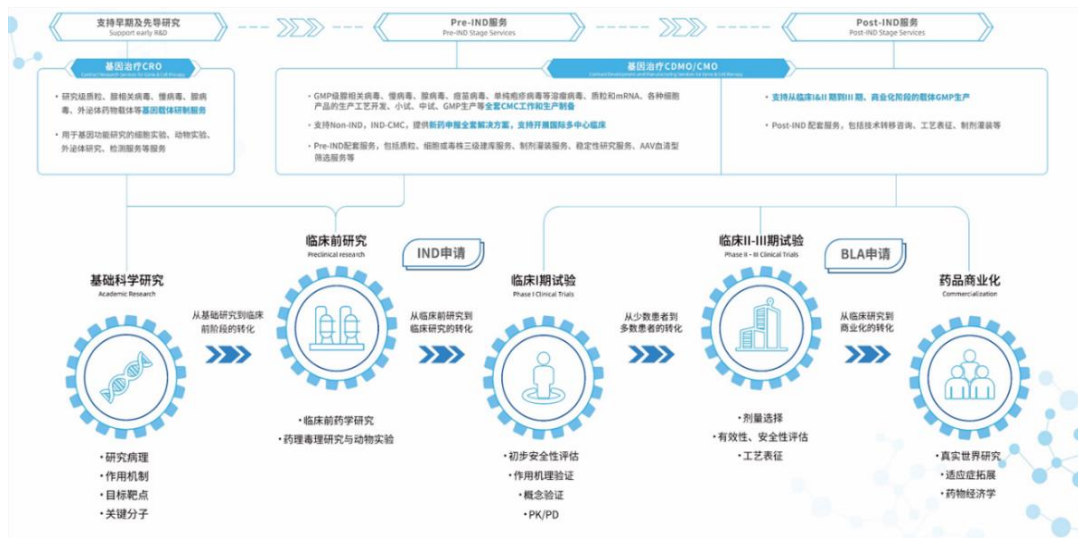 支持早期及先导研究
Support early R&D
Pre-IND服务
Pre-IND Stage Services
Post-IND服务
Post-IND Stage Services
基因治疗CRO
Contract Research Services for Gene & Cell therapy
• 研究级质粒、腺相关病毒、慢病毒、腺病
毒、外泌体药物载体等基因载体研制服务
• 用于基因功能研究的细胞实验、动物实验、
外泌体研究、检测服务等服务
基因治疗CDMO/CMO
Contract Development and Manufacturing Services for Gene & Cell therapy
• GMP级腺相关病毒、慢病毒、腺病毒、痘苗病毒、单纯疱疹病毒等溶瘤病毒、质粒和mRNA、各种细胞
产品的生产工艺开发、小试、中试、GMP生产等全套CMC工作和生产制备
• 支持Non-IND，IND-CMC，提供新药申报全套解决方案，支持开展国际多中心临床
• Pre-IND配套服务，包括质粒、细胞或毒株三级建库服务、制剂灌装服务、稳定性研究服务、AAV血清型
筛选服务等
• 支持从临床I&II 期到III 期、商业化阶段的载体GMP生产
• Post-IND 配套服务，包括技术转移咨询、工艺表征、制剂灌装等
基础科学研究
Academic Research
从基础研究到临床
前阶段的转化
• 研究病理
• 作用机制
• 目标靶点
• 关键分子
临床前研究
Preclinical research
• 临床前药学研究
• 药理毒理研究与动物实验
IND申请
从临床前研究到
临床研究的转化
临床I期试验
Phase I Clinical Trials
• 初步安全性评估
• 作用机理验证
• 概念验证
• PK/PD
从少数患者到
多数患者的转化
临床II-III期试验
Phase II – III Clinical Trials
• 剂量选择
• 有效性、安全性评估
• 工艺表征
BLA申请
从临床研究到
商业化的转化
药品商业化
Commercialization
• 真实世界研究
• 适应症拓展
• 药物经济学